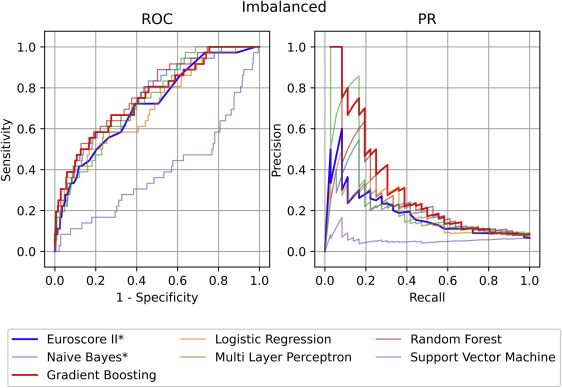 Imbalanced
ROC
PR
1.0
0.8
0.6
0.4
0.2
0.0
Sensitivity
0.0 0.2 0.4 0.6 0.8 1.0
1 - Specificity
1.0
0.8
0.6
0.4
0.2
0.0
Precision
0.0 0.2 0.4 0.6 0.8 1.0
Recall
Euroscore II*
Naive Bayes*
Gradient Boosting
Logistic Regression
Multi Layer Perceptron
Random Forest
Support Vector Machine